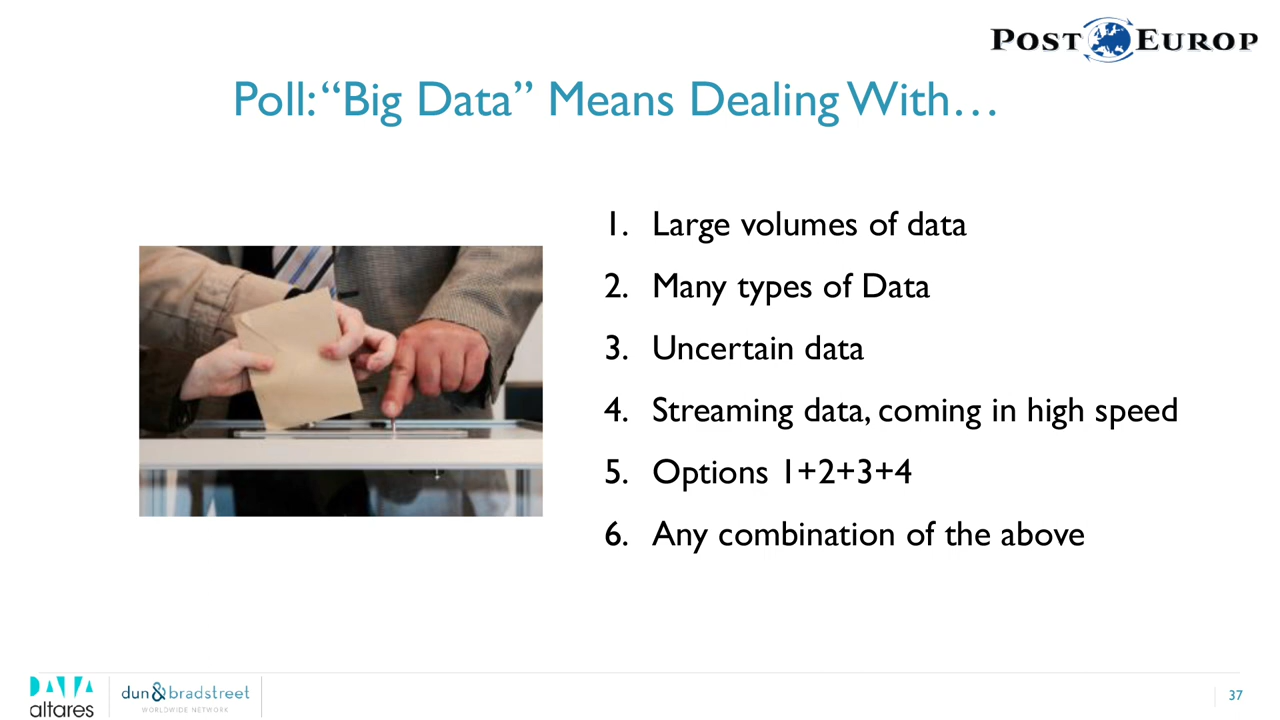 POST EUROP
Poll: “Big Data” Means Dealing With…
1. Large volumes of data
2. Many types of Data
3. Uncertain data
4. Streaming data, coming in high speed
5. Options 1+2+3+4
6. Any combination of the above
DATA
altares
dun&bradstreet
WORLDWIDE NETWORK
37